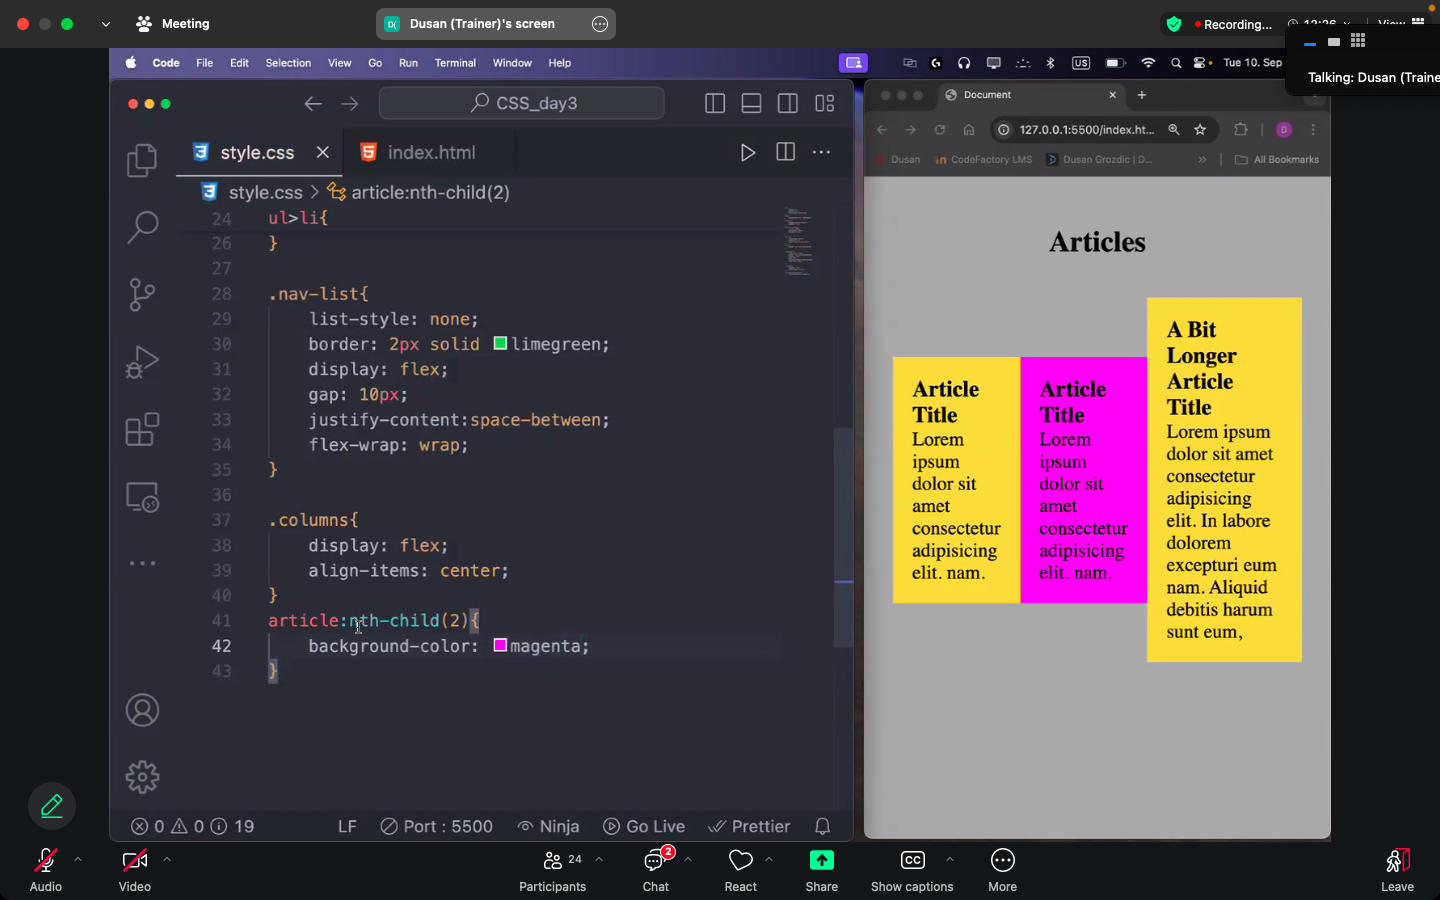 Meeting
Dusan (Trainer)'s screen
Recording...
View
Talking: Dusan (Traine
Code File Edit Selection View Go Run Terminal Window Help
US
Tue 10. Sep
CSS_day3
Document
127.0.0.1:5500/index.ht...
D
Dusan
CodeFactory LMS
Dusan Grozdic | D...
All Bookmarks
style.css
index.html
style.css > article:nth-child(2)
24 ul>li{
26 }
27
28 .nav-list{
29 list-style: none;
30 border: 2px solid limegreen;
31 display: flex;
32 gap: 10px;
33 justify-content:space-between;
34 flex-wrap: wrap;
35 }
36
37 .columns{
38 display: flex;
39 align-items: center;
40 }
41 article:nth-child(2){
42 background-color: magenta;
43 }
0 0 19
LF
Port : 5500
Ninja
Go Live
Prettier
Articles
Article
Title
Lorem
ipsum
dolor sit
amet
consectetur
adipisicing
elit. nam.
Article
Title
Lorem
ipsum
dolor sit
amet
consectetur
adipisicing
elit. nam.
A Bit
Longer
Article
Title
Lorem ipsum
dolor sit amet
consectetur
adipisicing
elit. In labore
dolorem
excepturi eum
nam. Aliquid
debitis harum
sunt eum,
Audio
Video
24
Participants
2
Chat
React
Share
CC
Show captions
More
Leave